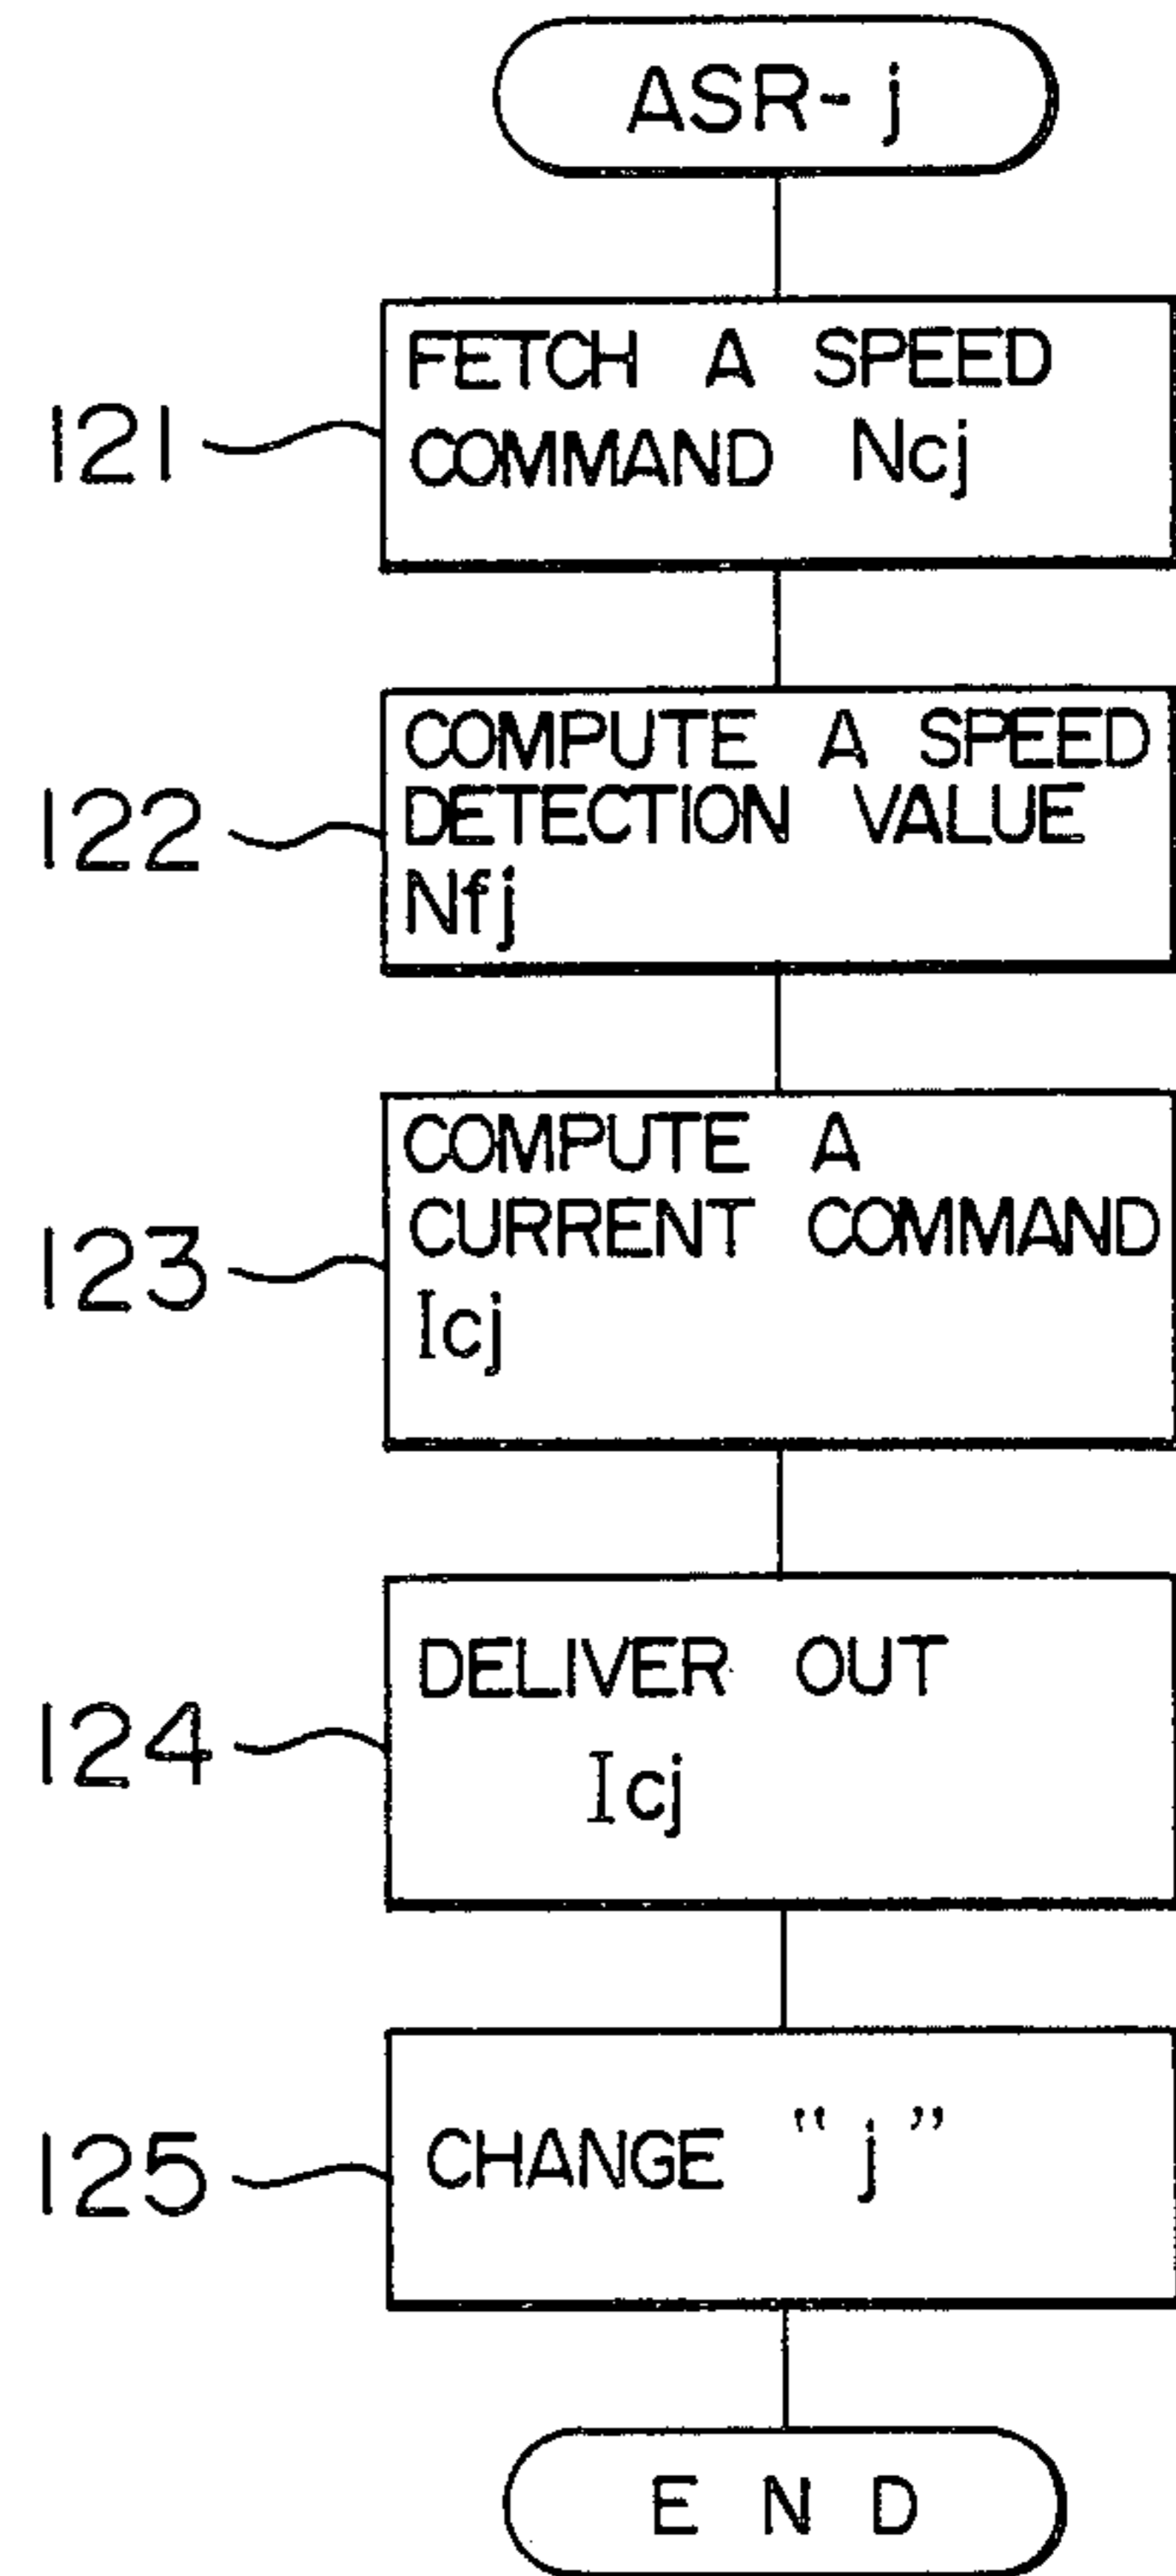 ASR-j
FETCH A SPEED
121
COMMAND Ncj
COMPUTE A SPEED
122
DETECTION VALUE
Nfj
COMPUTE A
123
CURRENT COMMAND
Icj
DELIVER OUT
124
Icj
125
CHANGE "j"
END